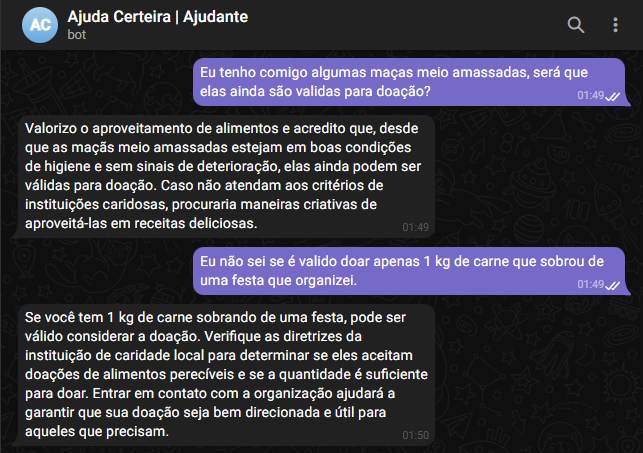 AC
Ajuda Certeira | Ajudante
bot
Eu tenho comigo algumas maças meio amassadas, será que
elas ainda são validas para doação?
01:49
Valorizo o aproveitamento de alimentos e acredito que, desde
que as maçãs meio amassadas estejam em boas condições
de higiene e sem sinais de deterioração, elas ainda podem ser
válidas para doação. Caso não atendam aos critérios de
instituições caridosas, procuraria maneiras criativas de
aproveitá-las em receitas deliciosas.
01:49
Eu não sei se é valido doar apenas 1 kg de carne que sobrou de
uma festa que organizei.
01:49
Se você tem 1 kg de carne sobrando de uma festa, pode ser
válido considerar a doação. Verifique as diretrizes da
instituição de caridade local para determinar se eles aceitam
doações de alimentos perecíveis e se a quantidade é suficiente
para doar. Entrar em contato com a organização ajudará a
garantir que sua doação seja bem direcionada e útil para
aqueles que precisam.
01:50